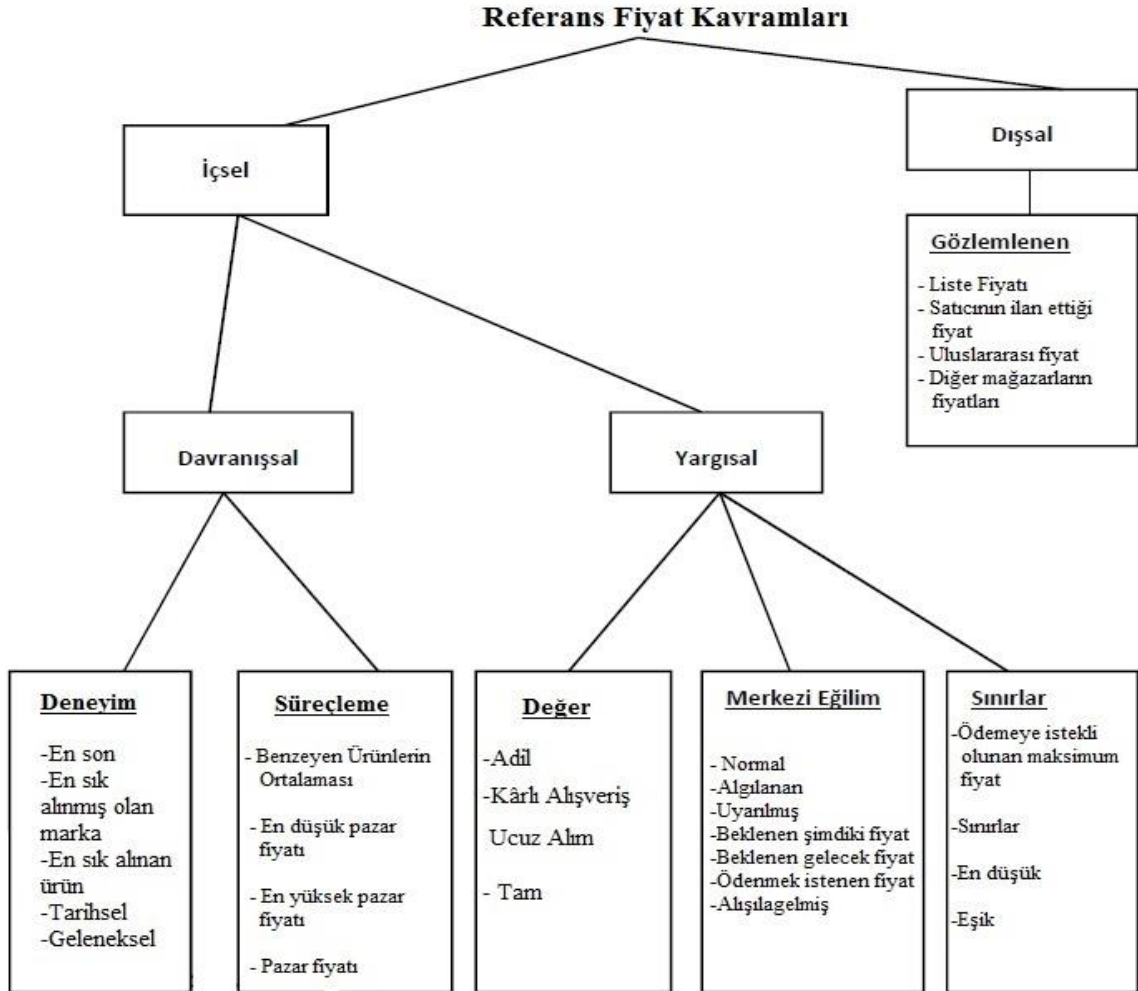 Referans Fiyat Kavramları
İçsel
Dışsal
Gözlemlenen
- Liste Fiyatı
- Satıcının ilan ettiği
fiyat
- Uluslararası fiyat
- Diğer mağazarların
fiyatları
Davranışsal
Yargısal
Deneyim
-En son
-En sık
alınmış olan
marka
-En sık alınan
ürün
-Tarihsel
-Geleneksel
Süreçleme
- Benzeyen Ürünlerin
Ortalaması
- En düşük pazar
fiyatı
- En yüksek pazar
fiyatı
- Pazar fiyatı
Değer
-Adil
-Kârlı Alışveriş
Ucuz Alım
- Tam
Merkezi Eğilim
- Normal
- Algılanan
-Uyarılmış
-Beklenen şimdiki fiyat
-Beklenen gelecek fiyat
-Ödenmek istenen fiyat
-Alışılagelmiş
Sınırlar
-Ödemeye istekli
olunan maksimum
fiyat
-Sınırlar
-En düşük
-Eşik